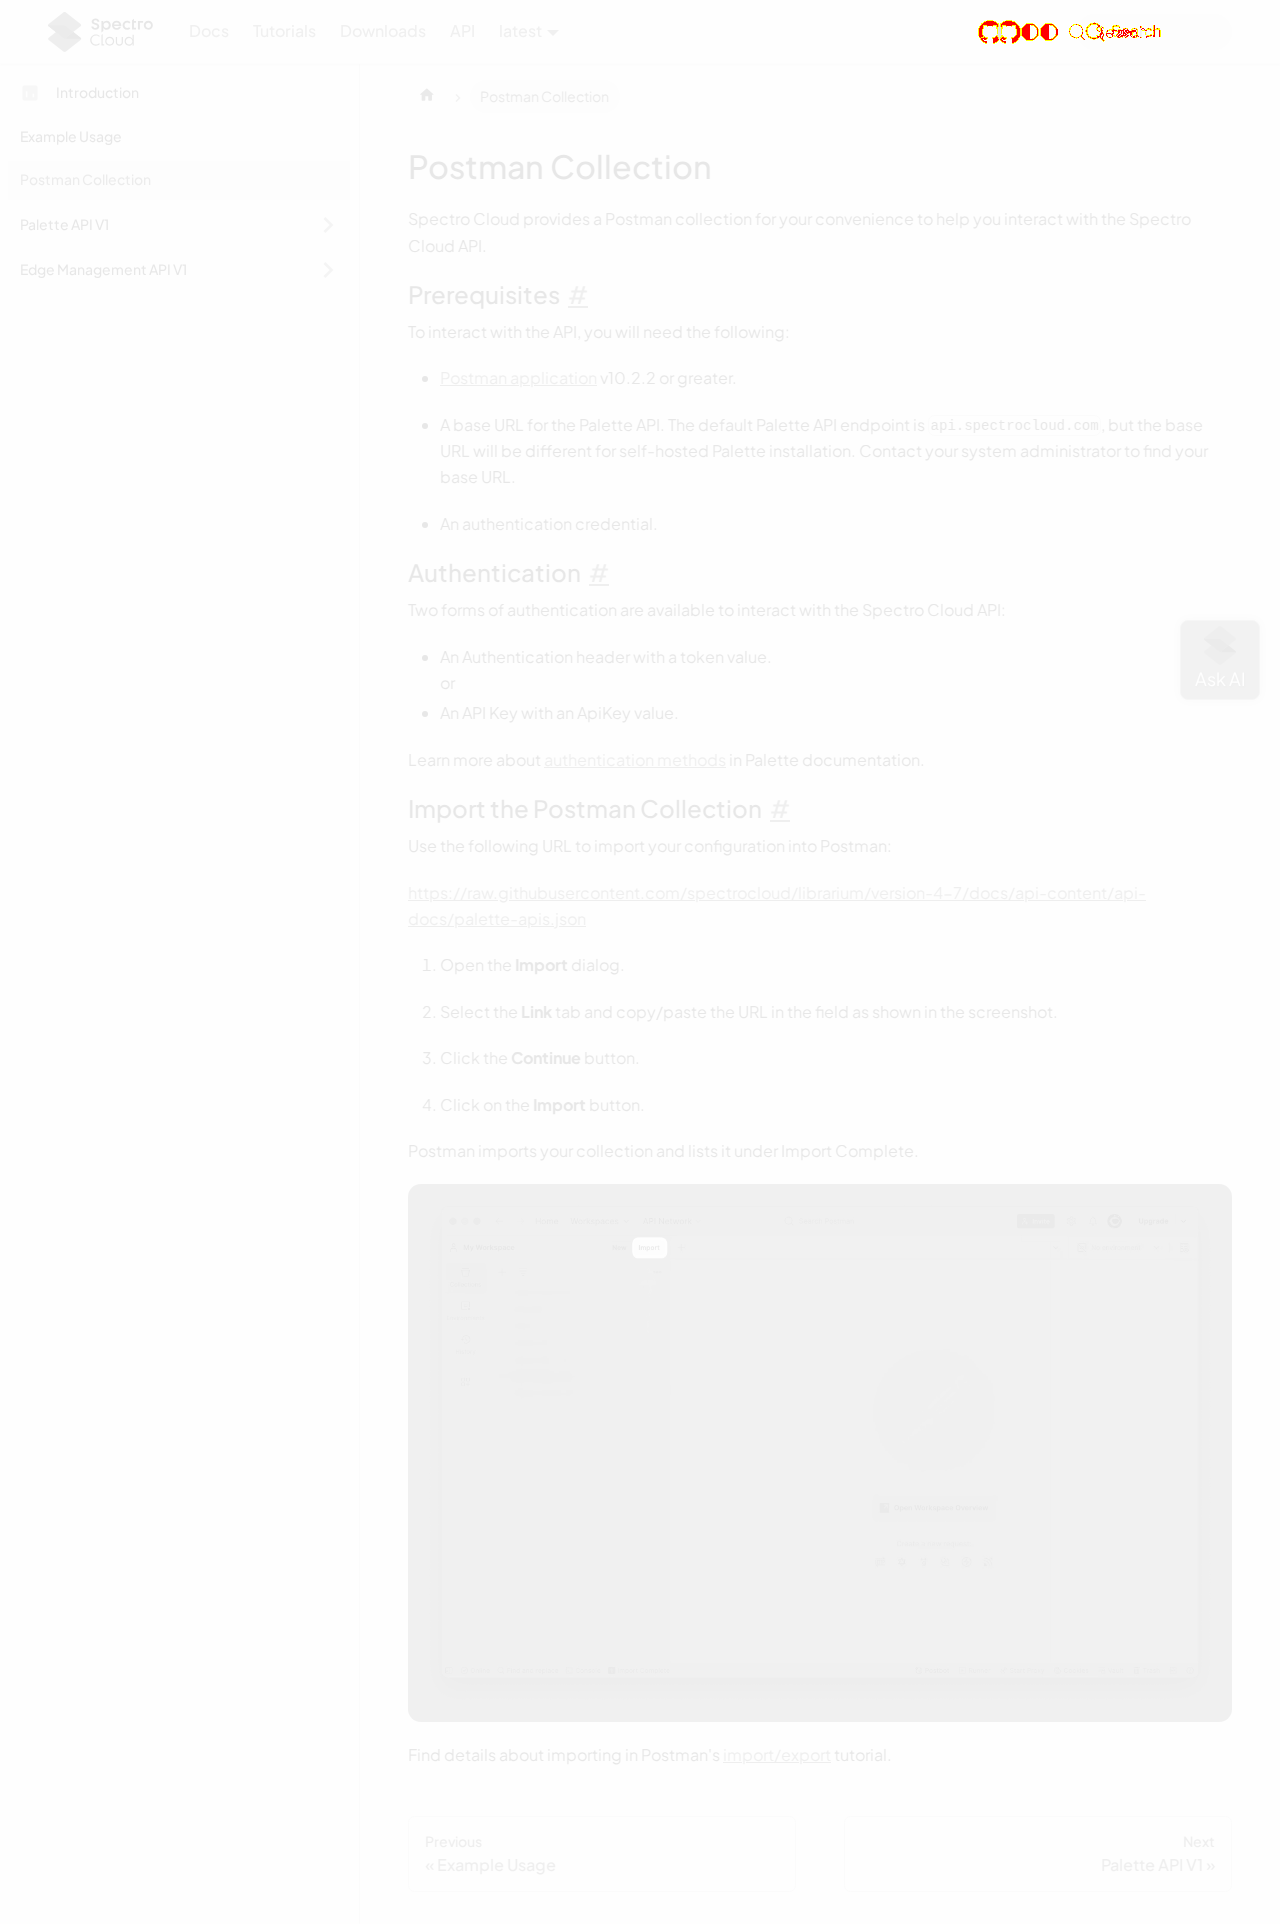 Spectro
Cloud
Docs
Tutorials
Downloads
API
latest
Search
Introduction
Example Usage
Postman Collection
Palette API V1
Edge Management API V1
Postman Collection
Postman Collection
Spectro Cloud provides a Postman collection for your convenience to help you interact with the Spectro
Cloud API.
Prerequisites #
To interact with the API, you will need the following:
Postman application v10.2.2 or greater.
A base URL for the Palette API. The default Palette API endpoint is api.spectrocloud.com, but the base
URL will be different for self-hosted Palette installation. Contact your system administrator to find your
base URL.
An authentication credential.
Authentication #
Two forms of authentication are available to interact with the Spectro Cloud API:
An Authentication header with a token value.
or
An API Key with an ApiKey value.
Ask AI
Learn more about authentication methods in Palette documentation.
Import the Postman Collection #
Use the following URL to import your configuration into Postman:
https://raw.githubusercontent.com/spectrocloud/librarium/version-4-7/docs/api-content/api-
docs/palette-apis.json
1. Open the Import dialog.
2. Select the Link tab and copy/paste the URL in the field as shown in the screenshot.
3. Click the Continue button.
4. Click on the Import button.
Postman imports your collection and lists it under Import Complete.
Import
Find details about importing in Postman's import/export tutorial.
Previous
« Example Usage
Next
Palette API V1 »